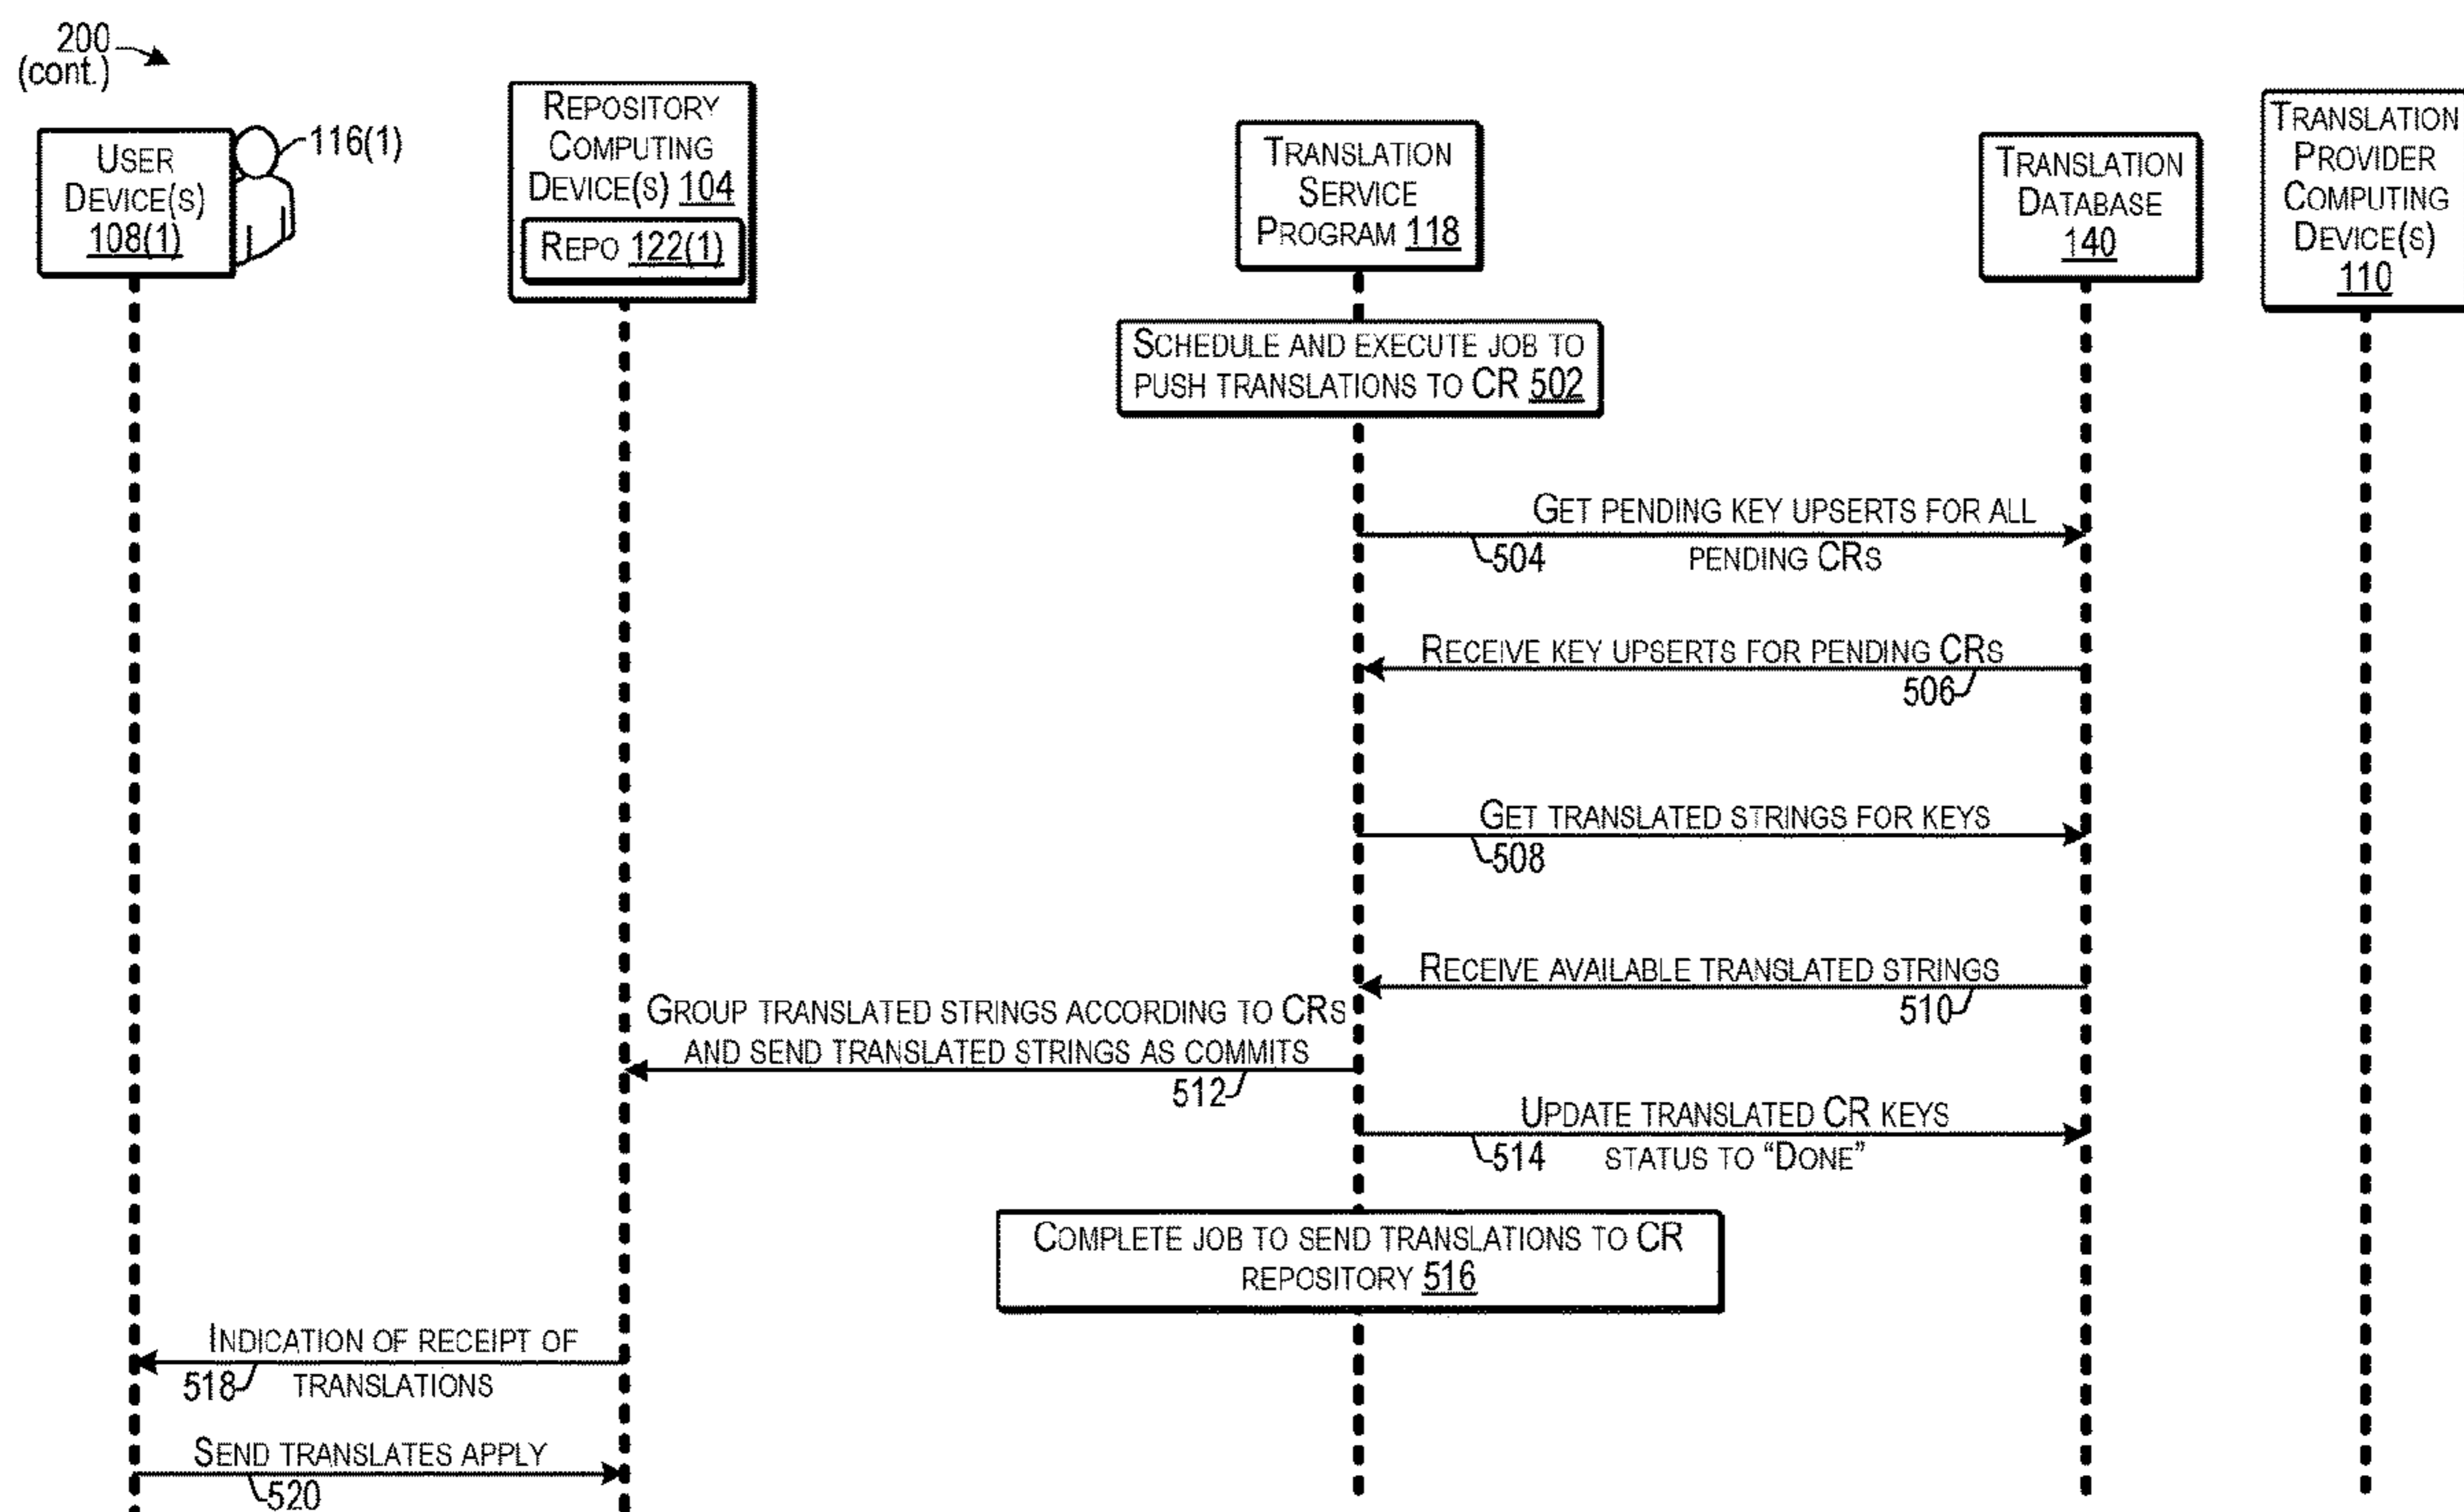 200
(cont.)
User
Device(s)
108(1)
116(1)
Repository
Computing
Device(s) 104
Repo 122(1)
Translation
Service
Program 118
Translation
Database
140
Translation
Provider
Computing
Device(s)
110
Schedule and execute job to
push translations to CR 502
Get pending key upserts for all
504 pending CRs
Receive key upserts for pending CRs
506
Get translated strings for keys
508
Receive available translated strings
510
Group translated strings according to CRs
and send translated strings as commits
512
Update translated CR keys
514 status to “Done”
Complete job to send translations to CR
repository 516
Indication of receipt of
518 translations
Send translates apply
520